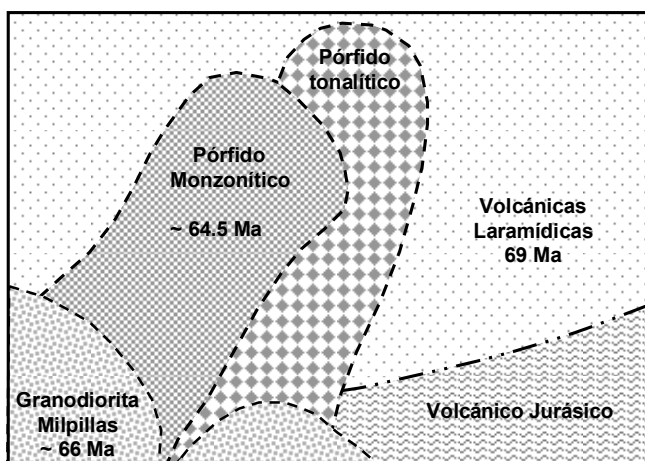 Pórfido
tonalítico
Pórfido
Monzonítico
~ 64.5 Ma
Volcánicas
Laramídicas
69 Ma
Granodiorita
Milpillas
~ 66 Ma
Volcánico Jurásico